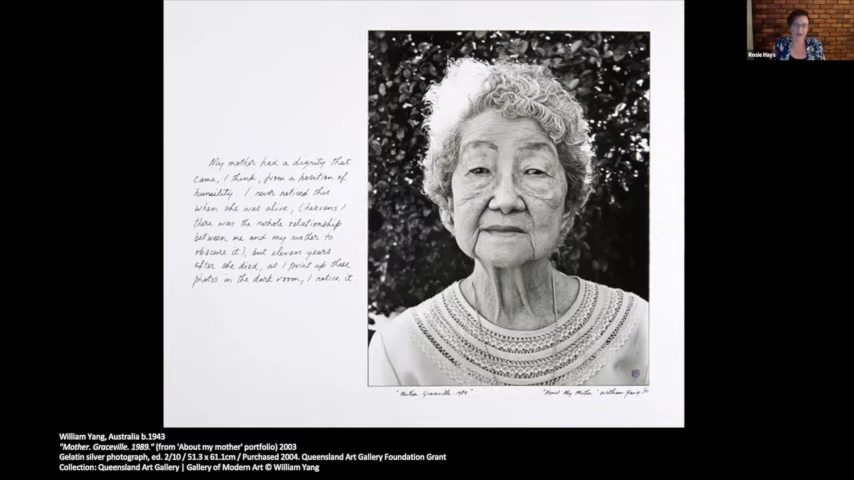 My mother had a dignity that
came, I think, from a position of
humility. I never noticed this
when she was alive, (heavens!
there was the whole relationship
between me and my mother to
obscure it), but eleven years
after she died, as I print up these
photos in the dark room, I notice it
"Mother. Graceville. 1989."
"About My Mother" William Yang
Rosie Hays
William Yang, Australia b.1943
"Mother. Graceville. 1989." (from 'About my mother' portfolio) 2003
Gelatin silver photograph, ed. 2/10 / 51.3 x 61.1cm / Purchased 2004. Queensland Art Gallery Foundation Grant
Collection: Queensland Art Gallery | Gallery of Modern Art © William Yang